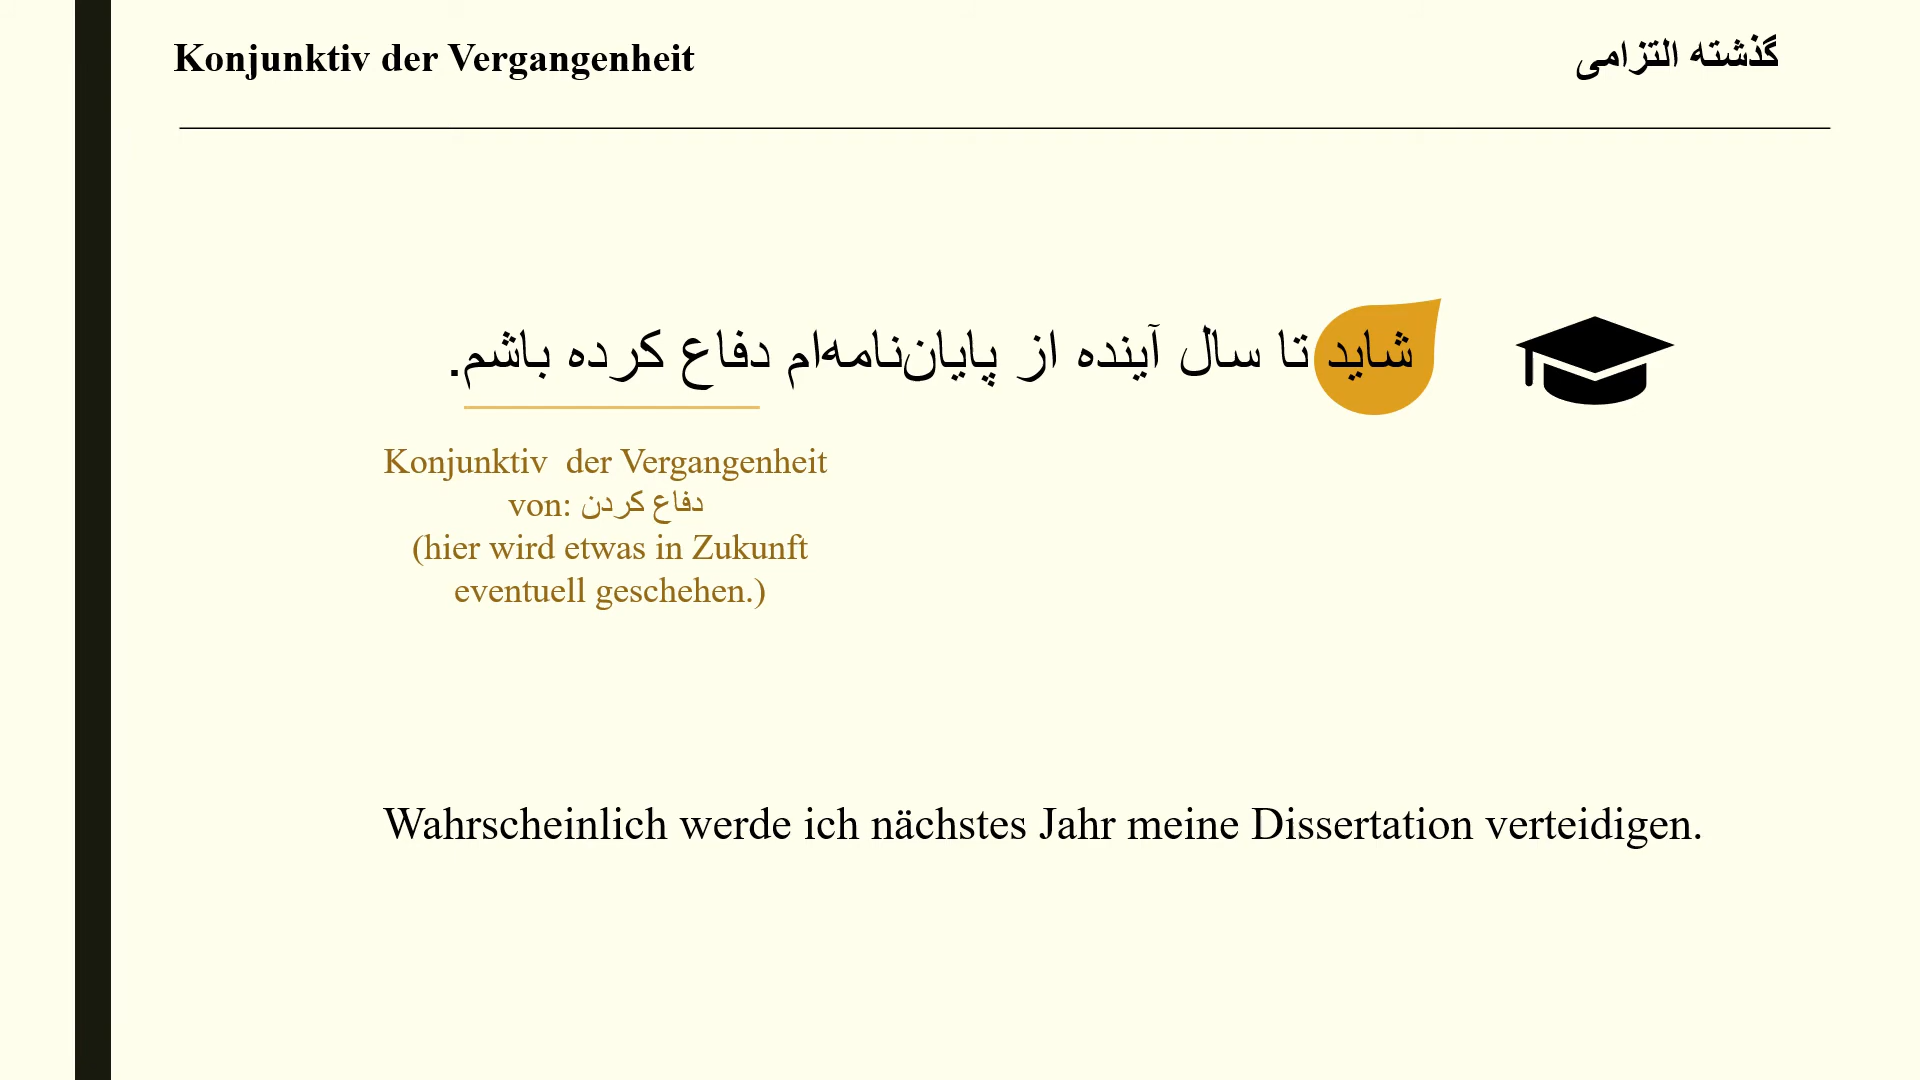 Konjunktiv der Vergangenheit
گذشته التزامی
شاید تا سال آینده از پایان‌نامه‌ام دفاع کرده باشم.
Konjunktiv der Vergangenheit
von: دفاع کردن
(hier wird etwas in Zukunft
eventuell geschehen.)
Wahrscheinlich werde ich nächstes Jahr meine Dissertation verteidigen.